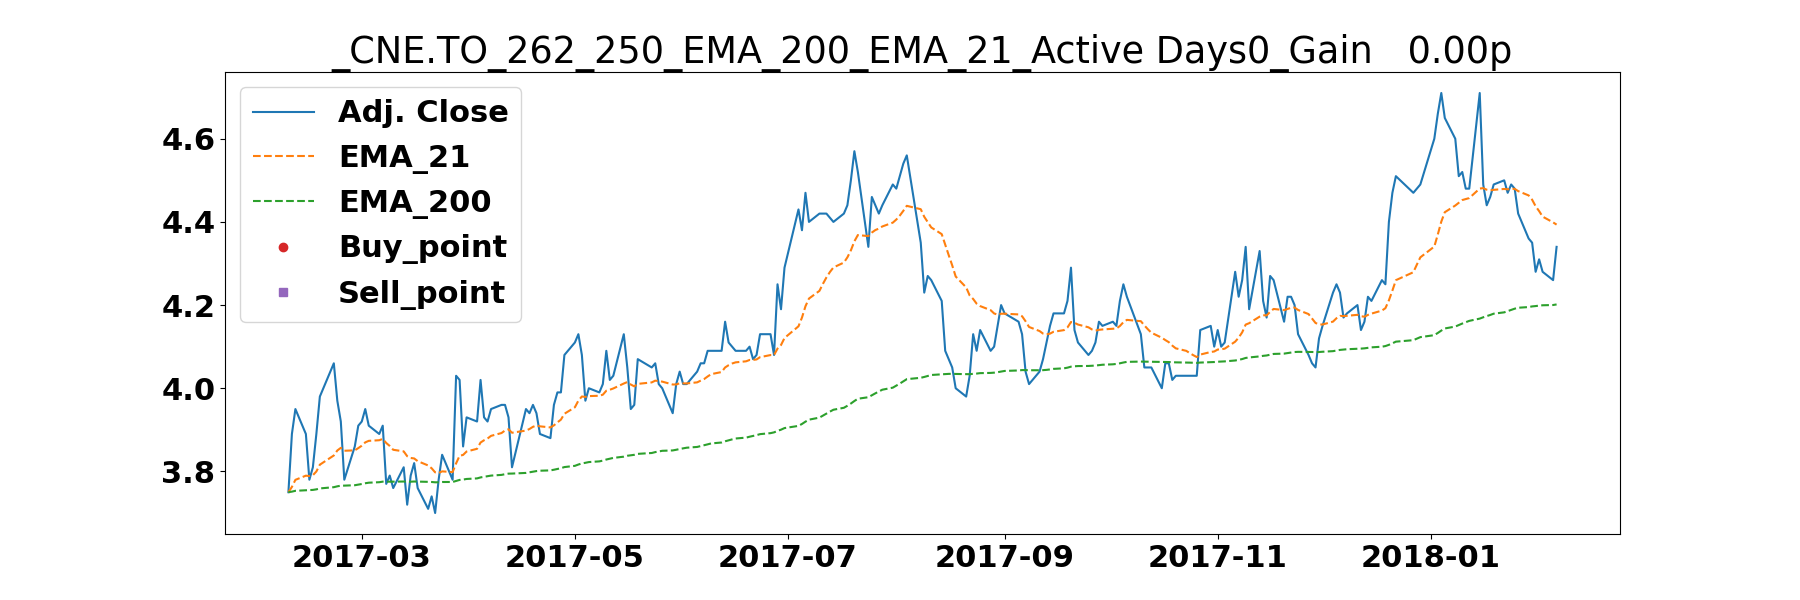 _CNE.TO_262_250_EMA_200_EMA_21_Active Days0_Gain   0.00p
Adj. Close
EMA_21
EMA_200
Buy_point
Sell_point
4.6
4.4
4.2
4.0
3.8
2017-03 2017-05 2017-07 2017-09 2017-11 2018-01